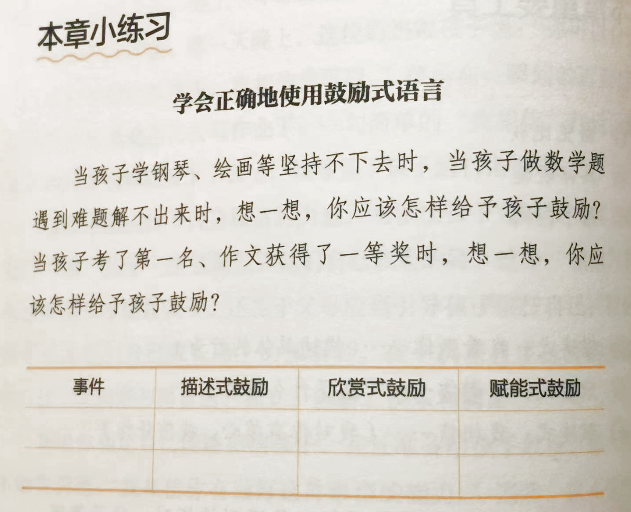 本章小练习
学会正确地使用鼓励式语言
当孩子学钢琴、绘画等坚持不下去时，当孩子做数学题
遇到难题解不出来时，想一想，你应该怎样给予孩子鼓励？
当孩子考了第一名、作文获得了一等奖时，想一想，你应
该怎样给予孩子鼓励？
事件 描述式鼓励 欣赏式鼓励 赋能式鼓励